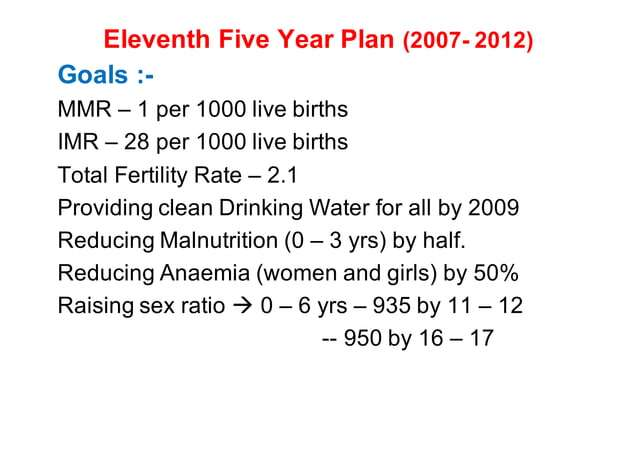 Eleventh Five Year Plan (2007- 2012)
Goals :-
MMR – 1 per 1000 live births
IMR – 28 per 1000 live births
Total Fertility Rate – 2.1
Providing clean Drinking Water for all by 2009
Reducing Malnutrition (0 – 3 yrs) by half.
Reducing Anaemia (women and girls) by 50%
Raising sex ratio → 0 – 6 yrs – 935 by 11 – 12
-- 950 by 16 – 17